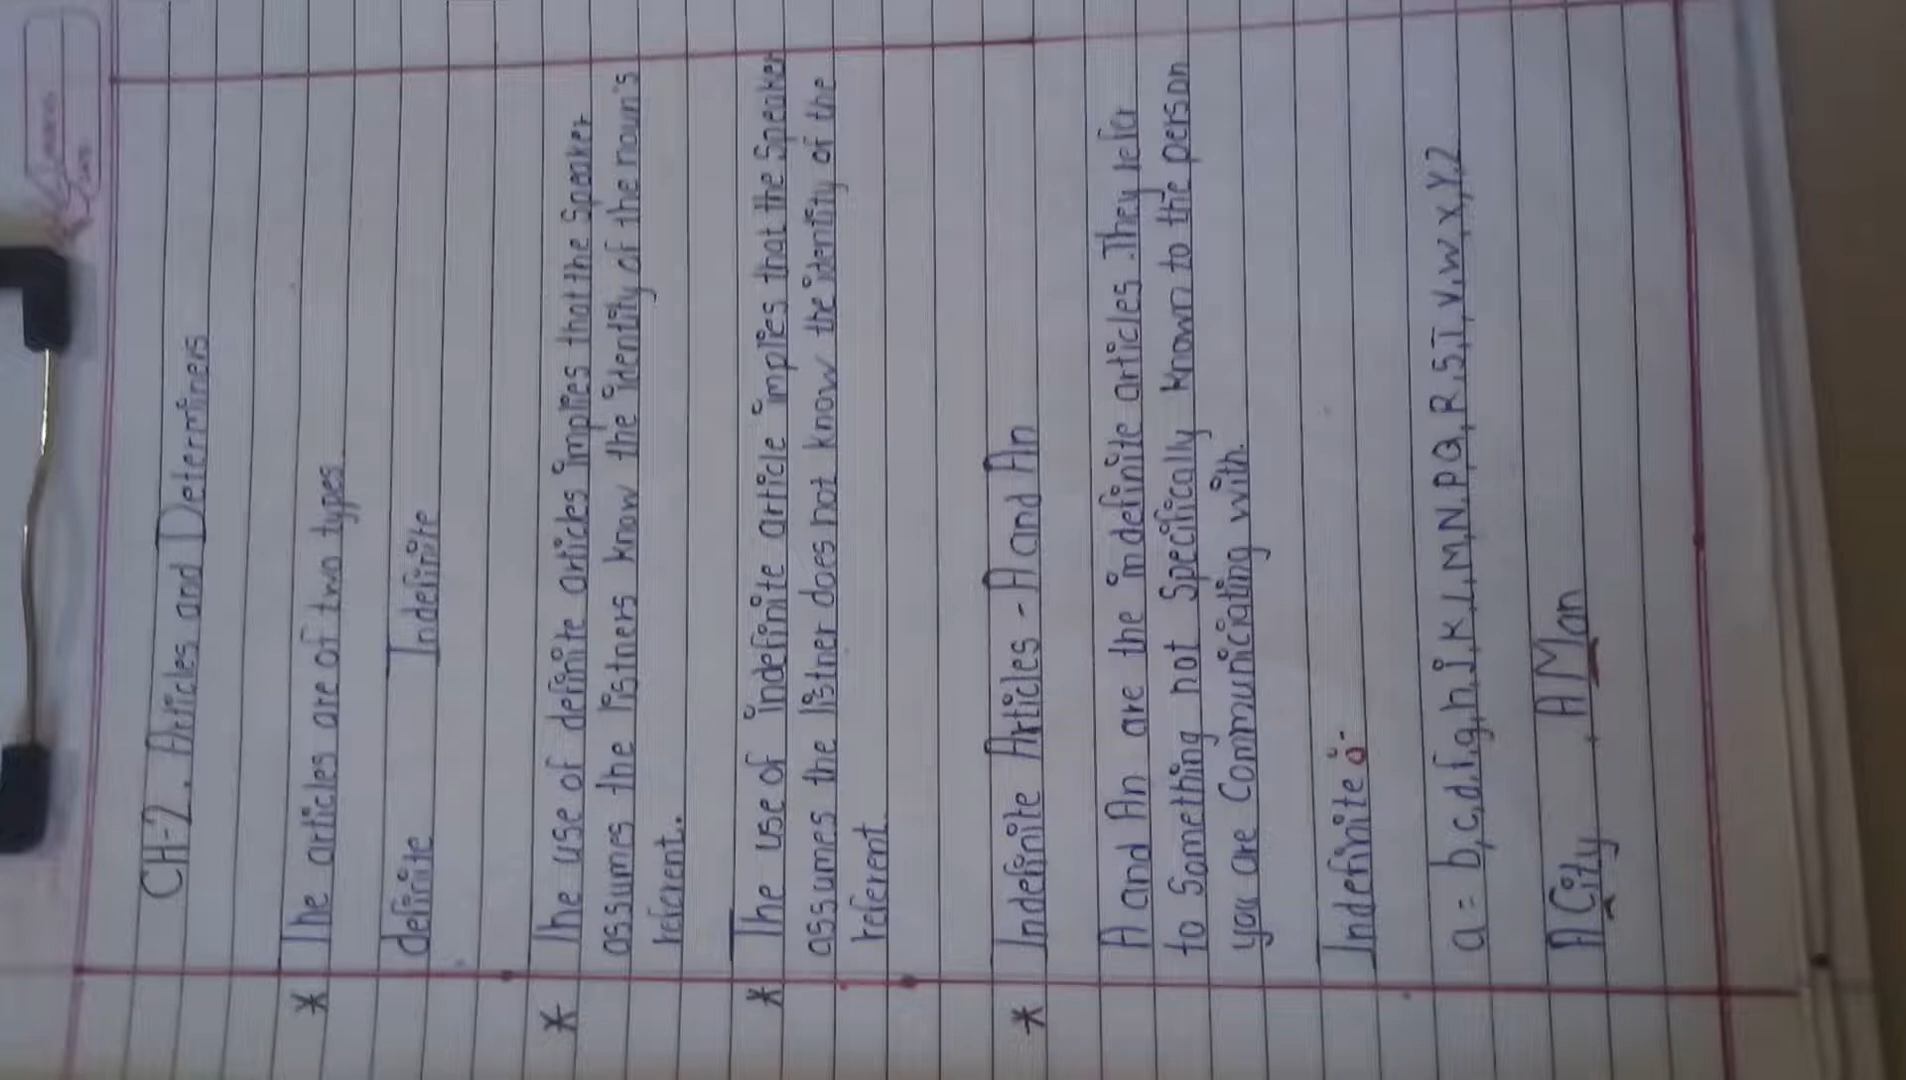 CH-2. Articles and Determiners
* The articles are of two types.
definite Indefinite
* The use of definite articles implies that the Speaker
assumes the listners know the identity of the noun's
referent.
* The use of indefinite article implies that the Speaker
assumes the listner does not know the identity of the
referent.
* Indefinite Articles - A and An
A and An are the indefinite articles. They refer
to Something not Specifically known to the person
you are Communiciating with.
Indefinite :-
a = b, c, d, f, g, h, j, K, L, M, N, P, Q, R, S, T, V, W, X, Y, Z
A City, A Man